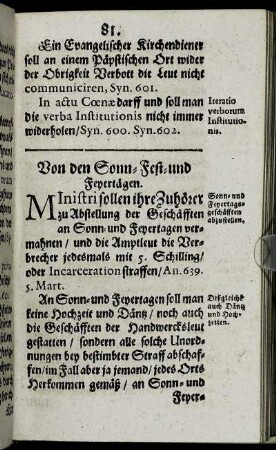 81.
Ein Evangelischer Kirchendiener
soll an einem Päpstischen Ort wider
der Obrigkeit Verbott die Leut nicht
communiciren, Syn. 601.
In actu Cœnæ darff und soll man
die verba Institutionis nicht immer
widerholen/Syn. 600. Syn. 602.
Iteratio
verborum
Institutio-
nis.
Von den Sonn- Fest- und
Feyertägen.
MInistri sollen ihre Zuhörer
zu Abstellung der Geschäfften
an Sonn- und Feyertagen ver-
mahnen / und die Amptleut die Ver-
brecher jedesmals mit 5. Schilling/
oder Incarceration straffen/An. 639.
5. Mart.
Sonn- und
Feyertags-
geschäfften
abzustellen.
An Sonn- und Feyertagen soll man
keine Hochzeit und Däntz / noch auch
die Geschäfften der Handwercksleut
gestatten / sondern alle solche Unord-
nungen bey bestimbter Straff abschaf-
fen/im Fall aber ja jemand/ jedes Orts
Herkommen gemäß/ an Sonn- und
Deßgleichē
auch Däntz
und Hoch-
zeiten.
Feyer-